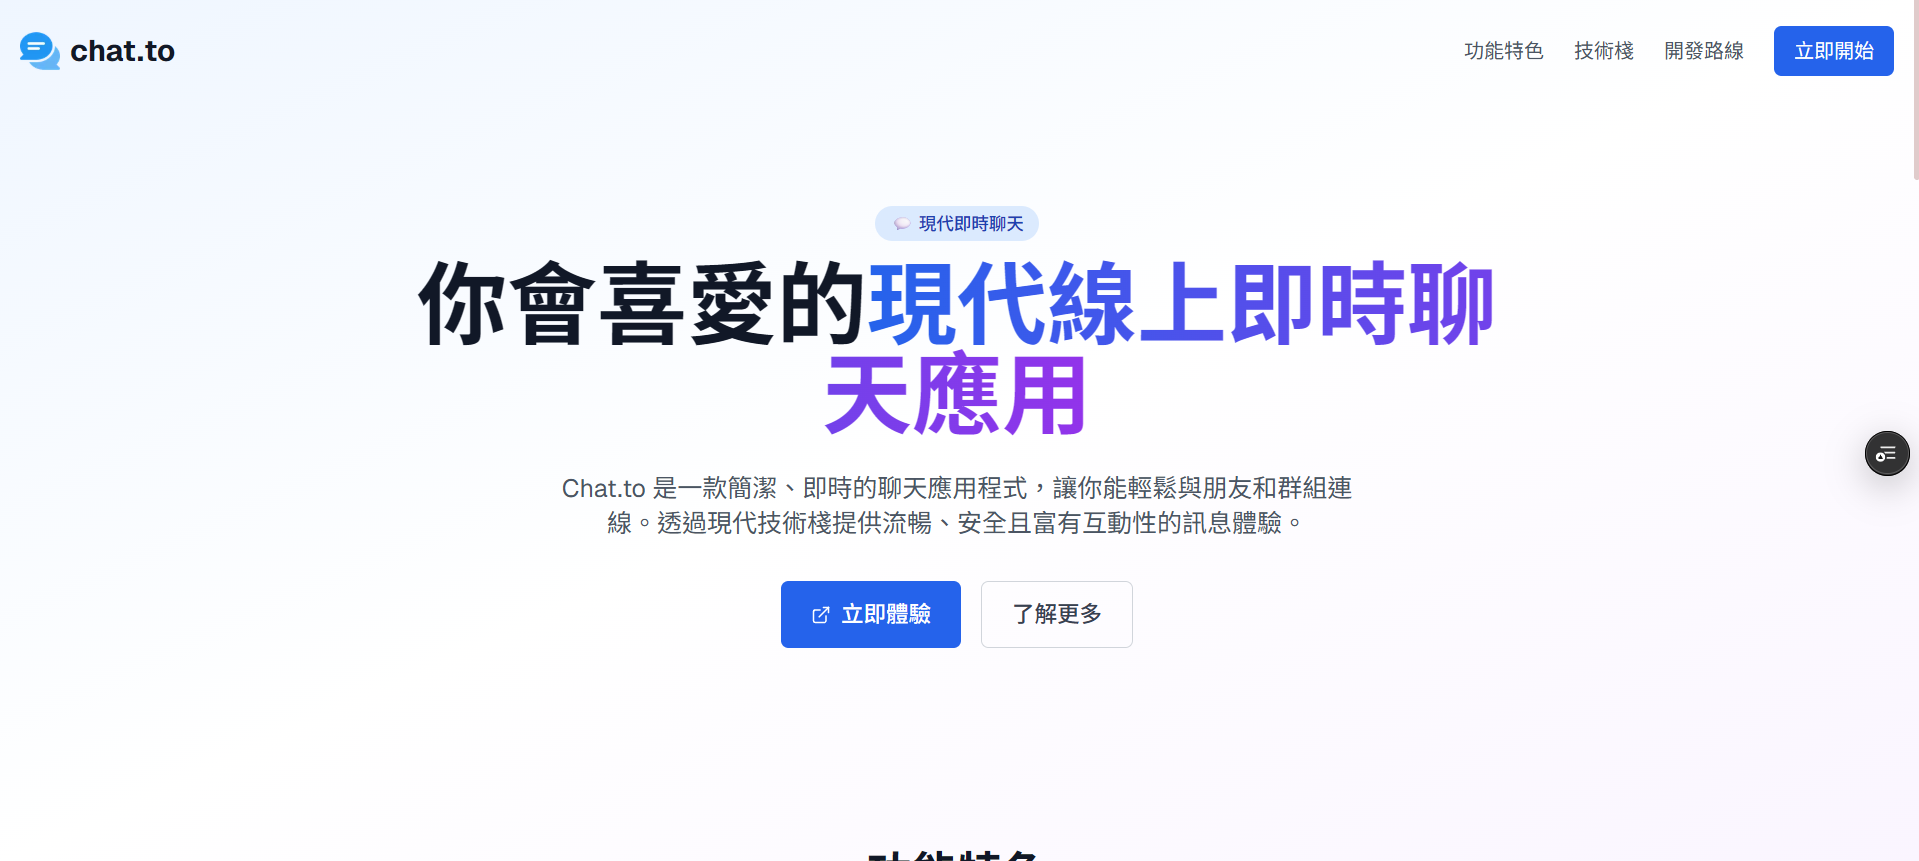 chat.to
功能特色
技術棧
開發路線
立即開始
現代即時聊天
你會喜愛的現代線上即時聊
天應用
Chat.to 是一款簡潔、即時的聊天應用程式，讓你能輕鬆與朋友和群組連
線。透過現代技術棧提供流暢、安全且富有互動性的訊息體驗。
立即體驗
了解更多
功能特色